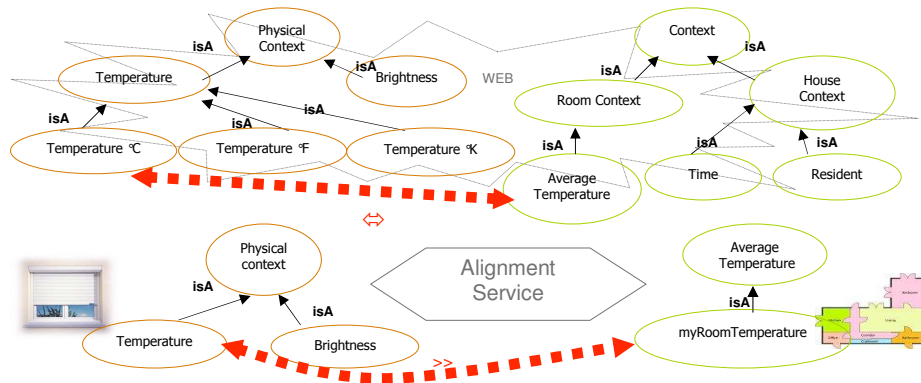 Physical
Context
Context
isA
isA
isA
isA
Temperature
Brightness
WEB
Room Context
House
Context
isA
isA
isA
isA
isA
isA
Temperature °C
Temperature °F
Temperature °K
Average
Temperature
Time
Resident
⇔
Physical
context
Alignment
Service
Average
Temperature
isA
isA
isA
Temperature
Brightness
>>
myRoomTemperature